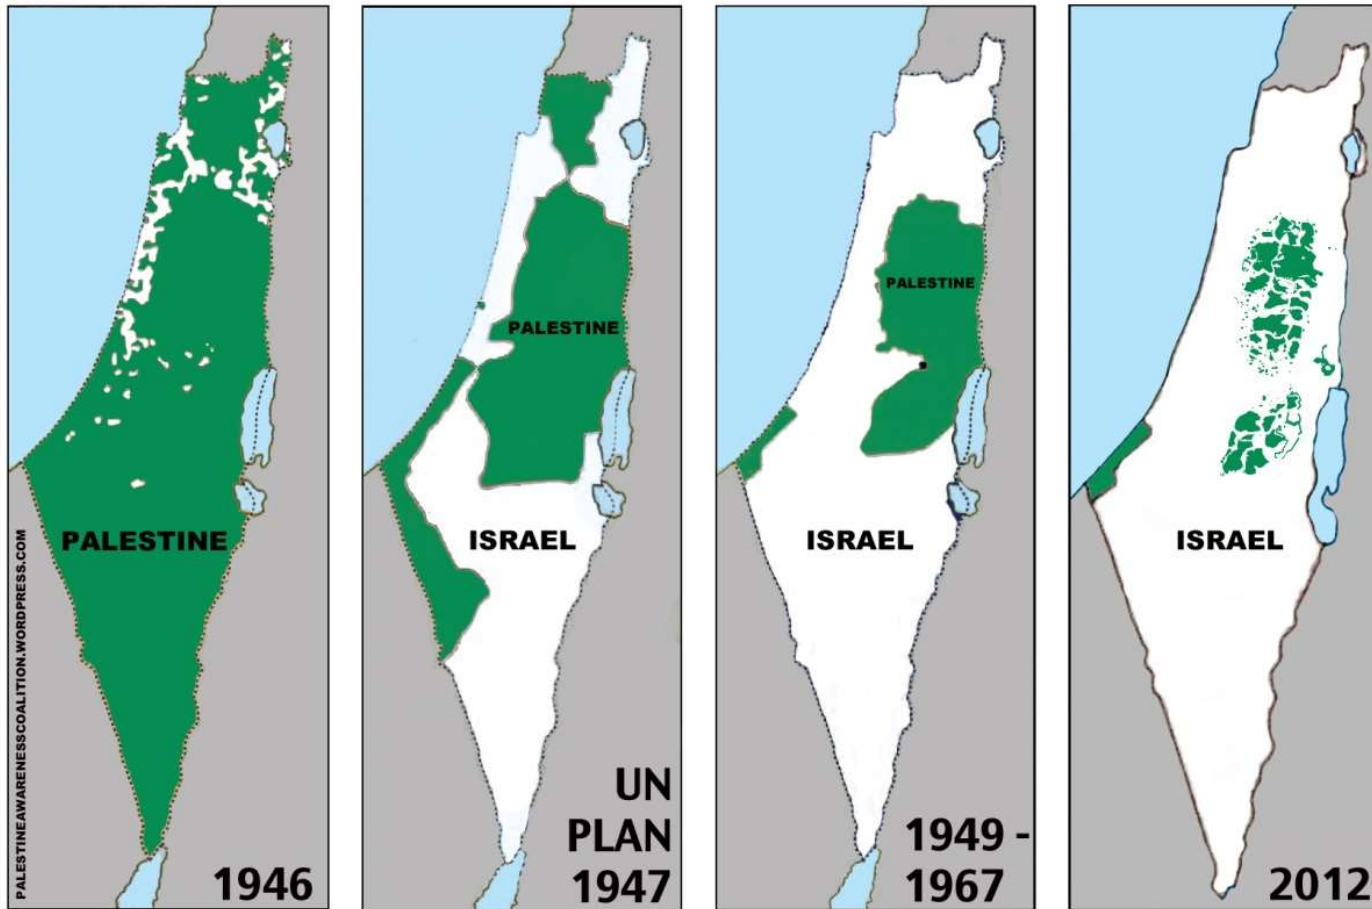 PALESTINEAWARENESSCOALITION.WORDPRESS.COM
PALESTINE
1946
PALESTINE
ISRAEL
UN
PLAN
1947
PALESTINE
ISRAEL
1949 -
1967
ISRAEL
2012